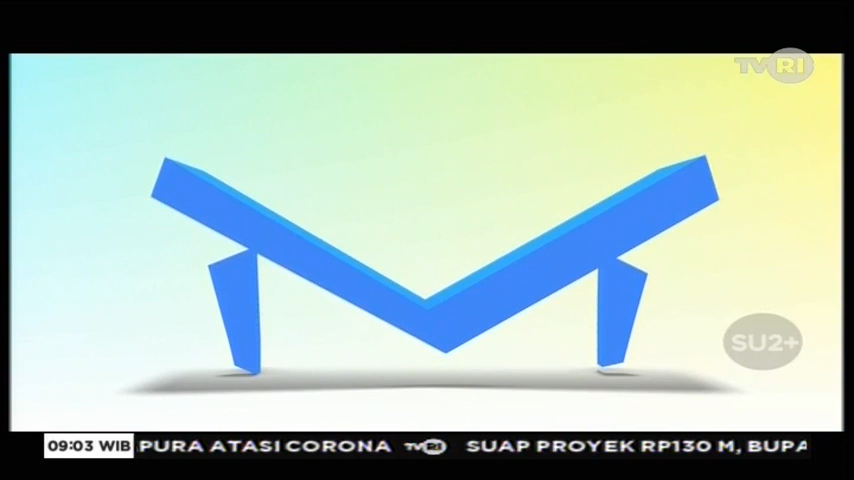 TVRI
SU2+
09:03 WIB PURA ATASI CORONA TVRI SUAP PROYEK RP130 M, BUPA